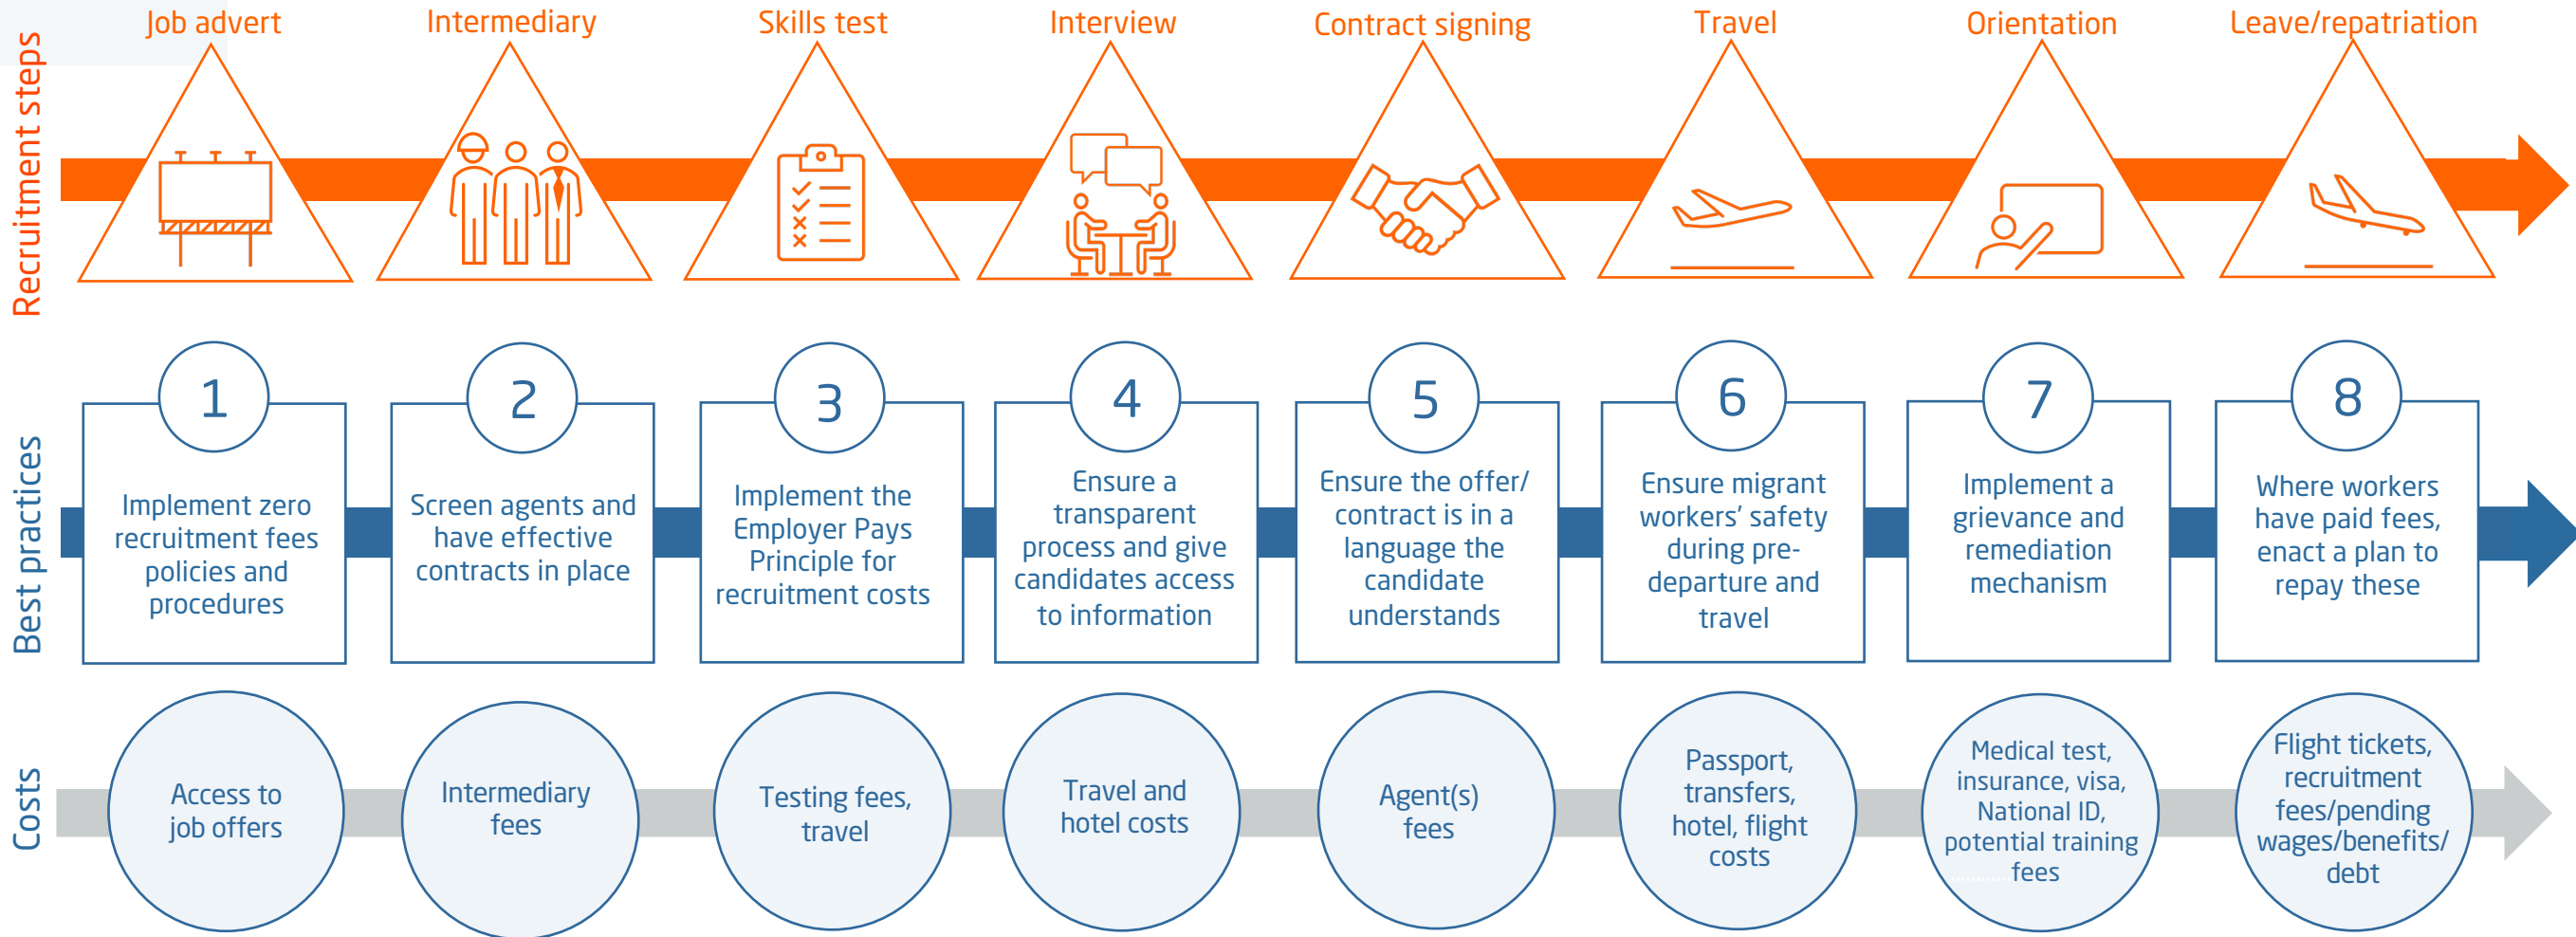 Recruitment steps
Job advert
Intermediary
Skills test
Interview
Contract signing
Travel
Orientation
Leave/repatriation
Best practices
1
Implement zero
recruitment fees
policies and
procedures
2
Screen agents and
have effective
contracts in place
3
Implement the
Employer Pays
Principle for
recruitment costs
4
Ensure a
transparent
process and give
candidates access
to information
5
Ensure the offer/
contract is in a
language the
candidate
understands
6
Ensure migrant
workers' safety
during pre-
departure and
travel
7
Implement a
grievance and
remediation
mechanism
8
Where workers
have paid fees,
enact a plan to
repay these
Costs
Access to
job offers
Intermediary
fees
Testing fees,
travel
Travel and
hotel costs
Agent(s)
fees
Passport,
transfers,
hotel, flight
costs
Medical test,
insurance, visa,
National ID,
potential training
fees
Flight tickets,
recruitment
fees/pending
wages/benefits/
debt